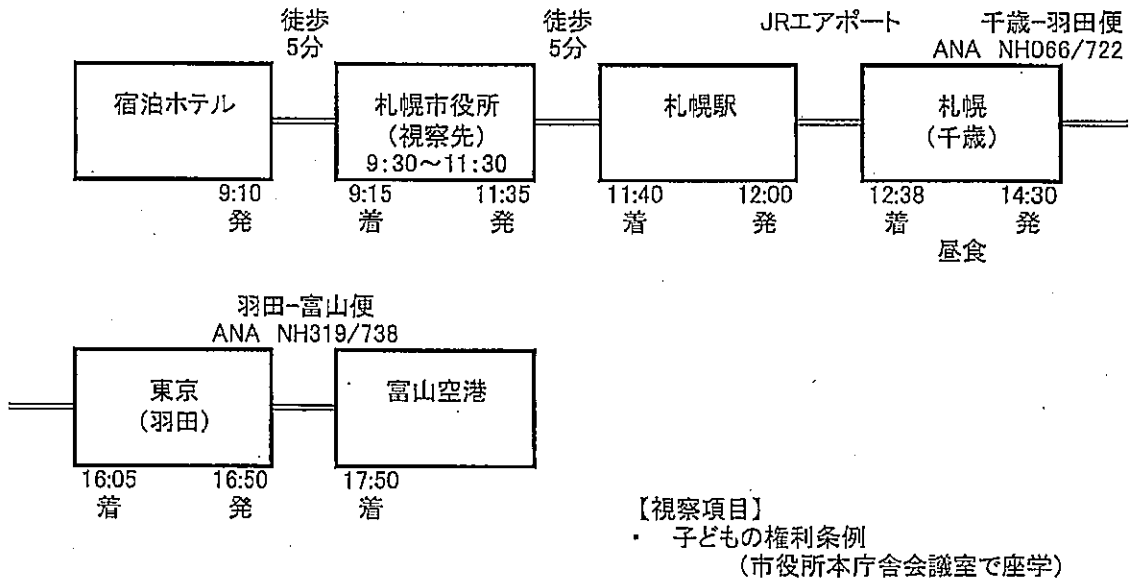 徒歩
5分
徒歩
5分
JRエアポート
千歳-羽田便
ANA NH066/722
宿泊ホテル
札幌市役所
(視察先)
9:30～11:30
札幌駅
札幌
(千歳)
9:10
発
9:15
着
11:35
発
11:40
着
12:00
発
12:38
着
14:30
発
昼食
羽田-富山便
ANA NH319/738
東京
(羽田)
富山空港
16:05
着
16:50
発
17:50
着
【視察項目】
・ 子どもの権利条例
(市役所本庁舎会議室で座学)